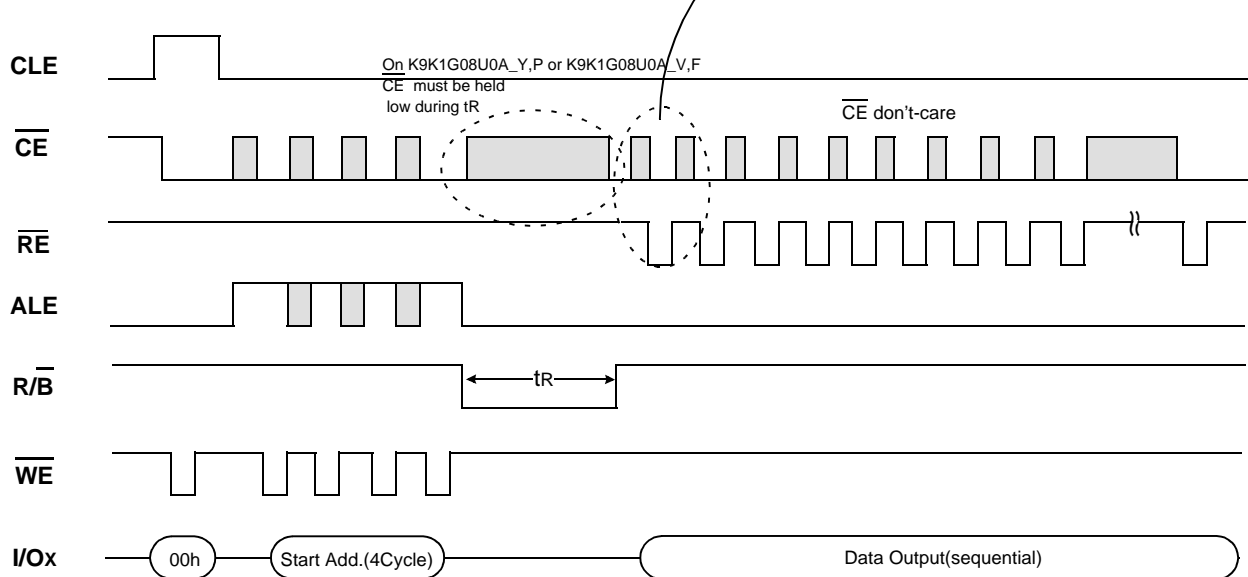 CLE
On K9K1G08U0A_Y,P or K9K1G08U0A_V,F
CE must be held
low during tR
CE don't-care
CE
RE
ALE
R/B
tR
WE
I/Ox
00h
Start Add.(4Cycle)
Data Output(sequential)